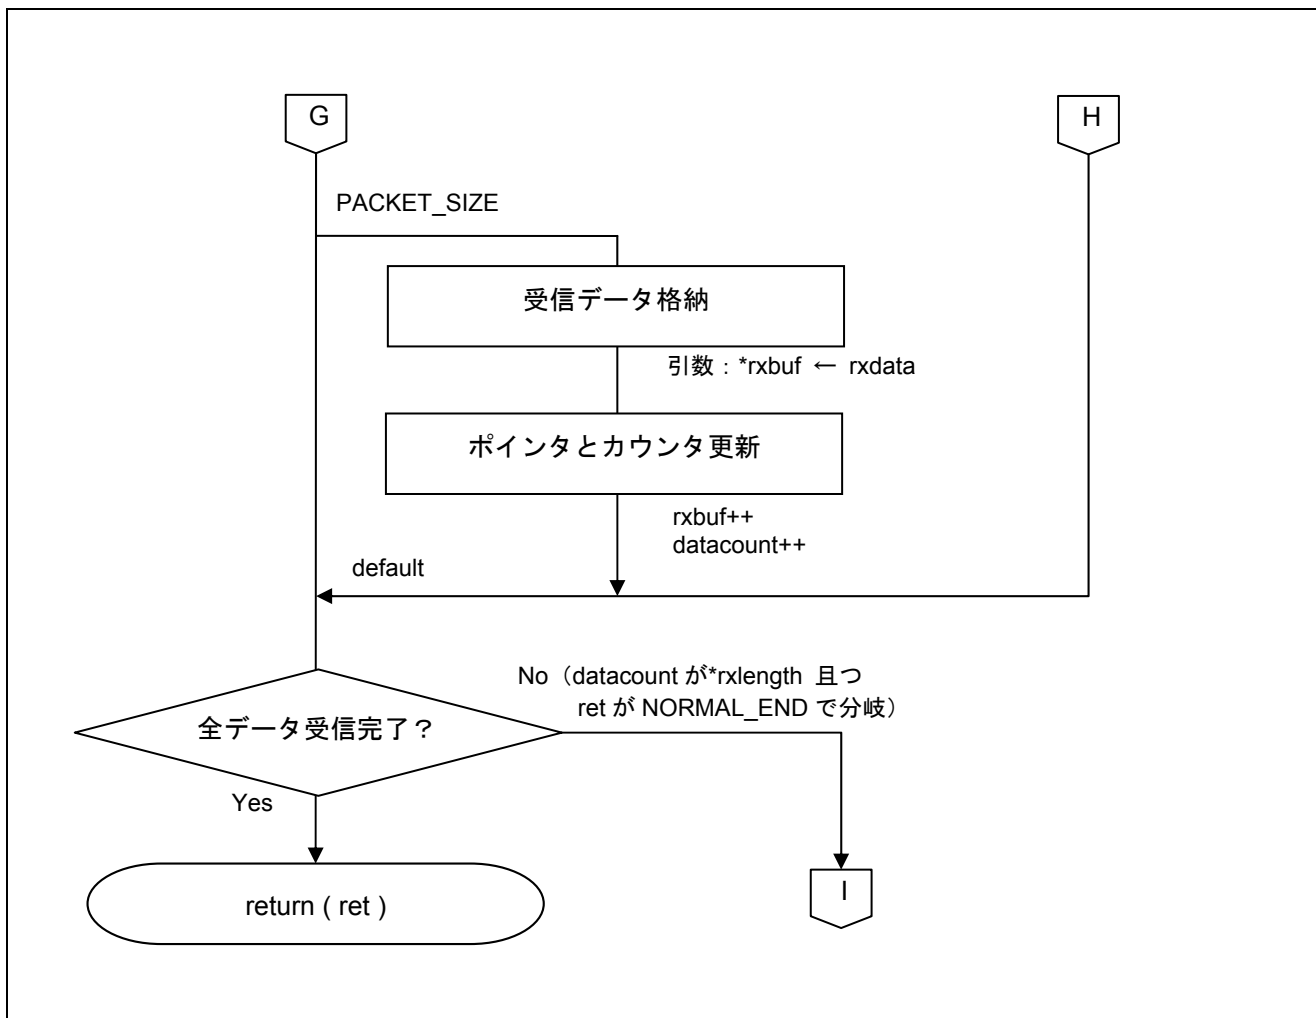 G
H
PACKET_SIZE
受信データ格納
引数：*rxbuf ← rxdata
ポインタとカウンタ更新
rxbuf++
datacount++
default
No（datacount が*rxlength 且つ
ret が NORMAL_END で分岐）
全データ受信完了？
Yes
return ( ret )
I